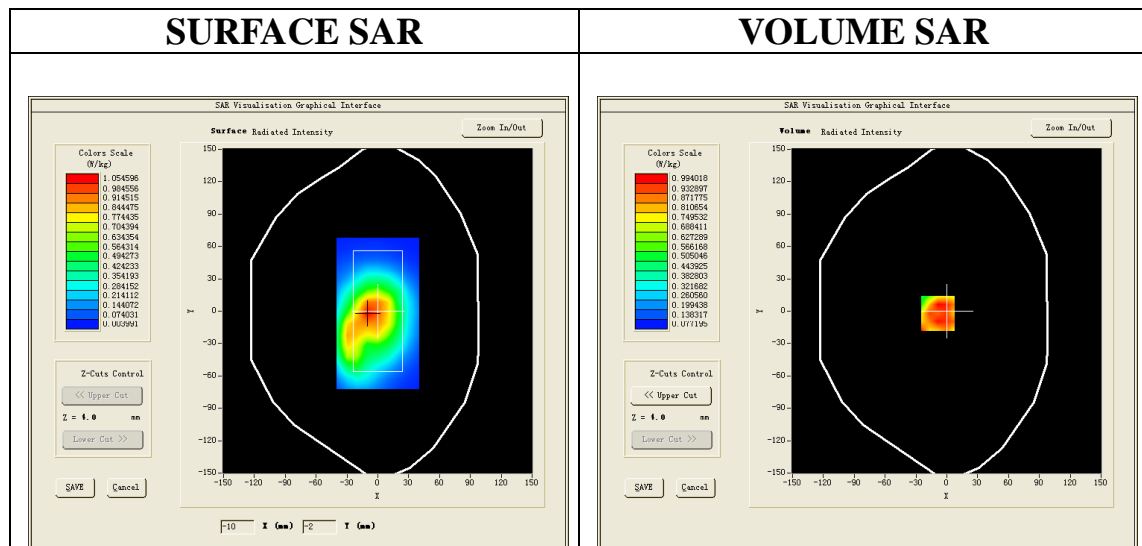 SURFACE SAR
VOLUME SAR
SAR Visualisation Graphical Interface
Surface Radiated Intensity
Zoom In/Out
Colors Scale
(W/kg)
1.054596
0.984556
0.914515
0.844475
0.774435
0.704394
0.634354
0.564314
0.494273
0.424233
0.354193
0.284152
0.214112
0.144072
0.074031
0.003991
Z-Cuts Control
<< Upper Cut
Z = 4.0 mm
Lower Cut >>
SAVE
Cancel
150
120
90
60
30
0
-30
-60
-90
-120
-150
Y
-150 -120 -90 -60 -30 0 30 60 90 120 150
X
-10 X (mm) -2 Y (mm)
SAR Visualisation Graphical Interface
Volume Radiated Intensity
Zoom In/Out
Colors Scale
(W/kg)
0.994018
0.932897
0.871775
0.810654
0.749532
0.688411
0.627289
0.566168
0.505046
0.443925
0.382803
0.321682
0.260560
0.199438
0.138317
0.077195
Z-Cuts Control
<< Upper Cut
Z = 4.0 mm
Lower Cut >>
SAVE
Cancel
150
120
90
60
30
0
-30
-60
-90
-120
-150
Y
-150 -120 -90 -60 -30 0 30 60 90 120 150
X